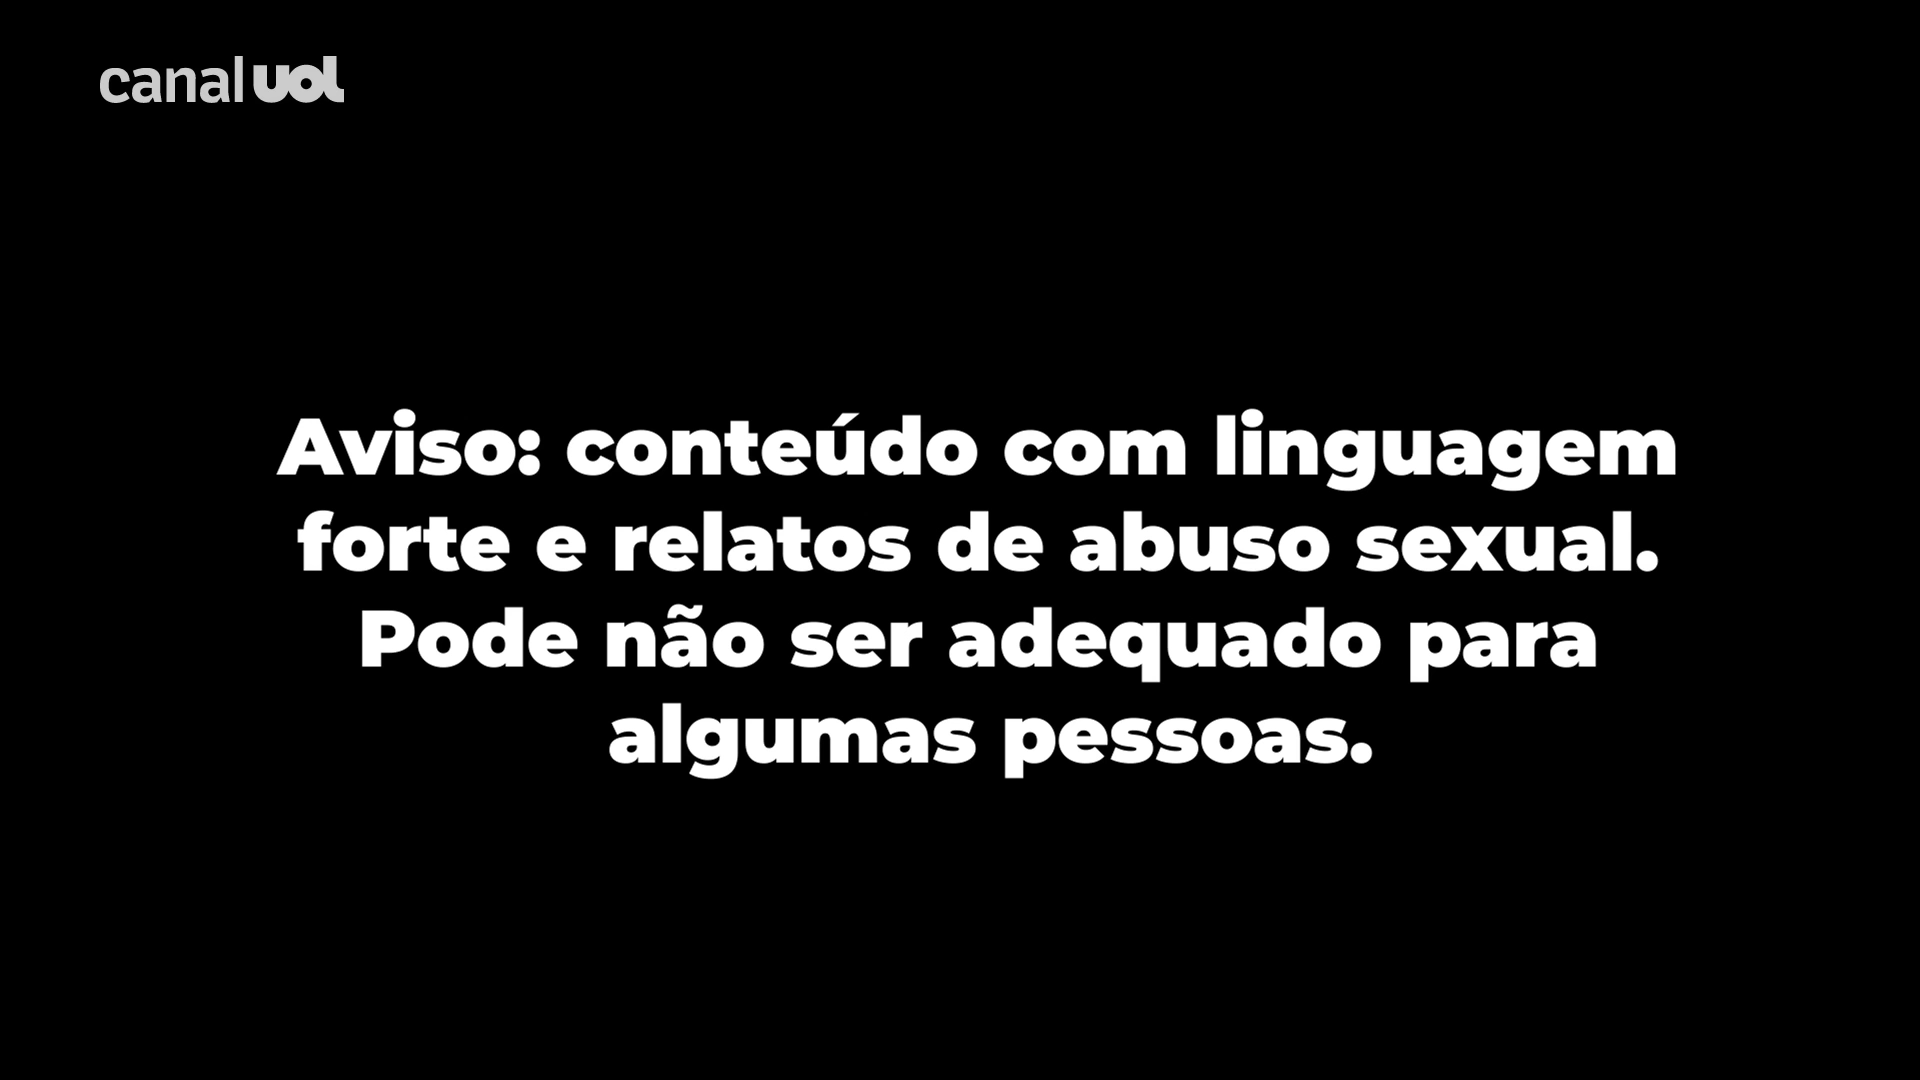 canal uol
Aviso: conteúdo com linguagem
forte e relatos de abuso sexual.
Pode não ser adequado para
algumas pessoas.